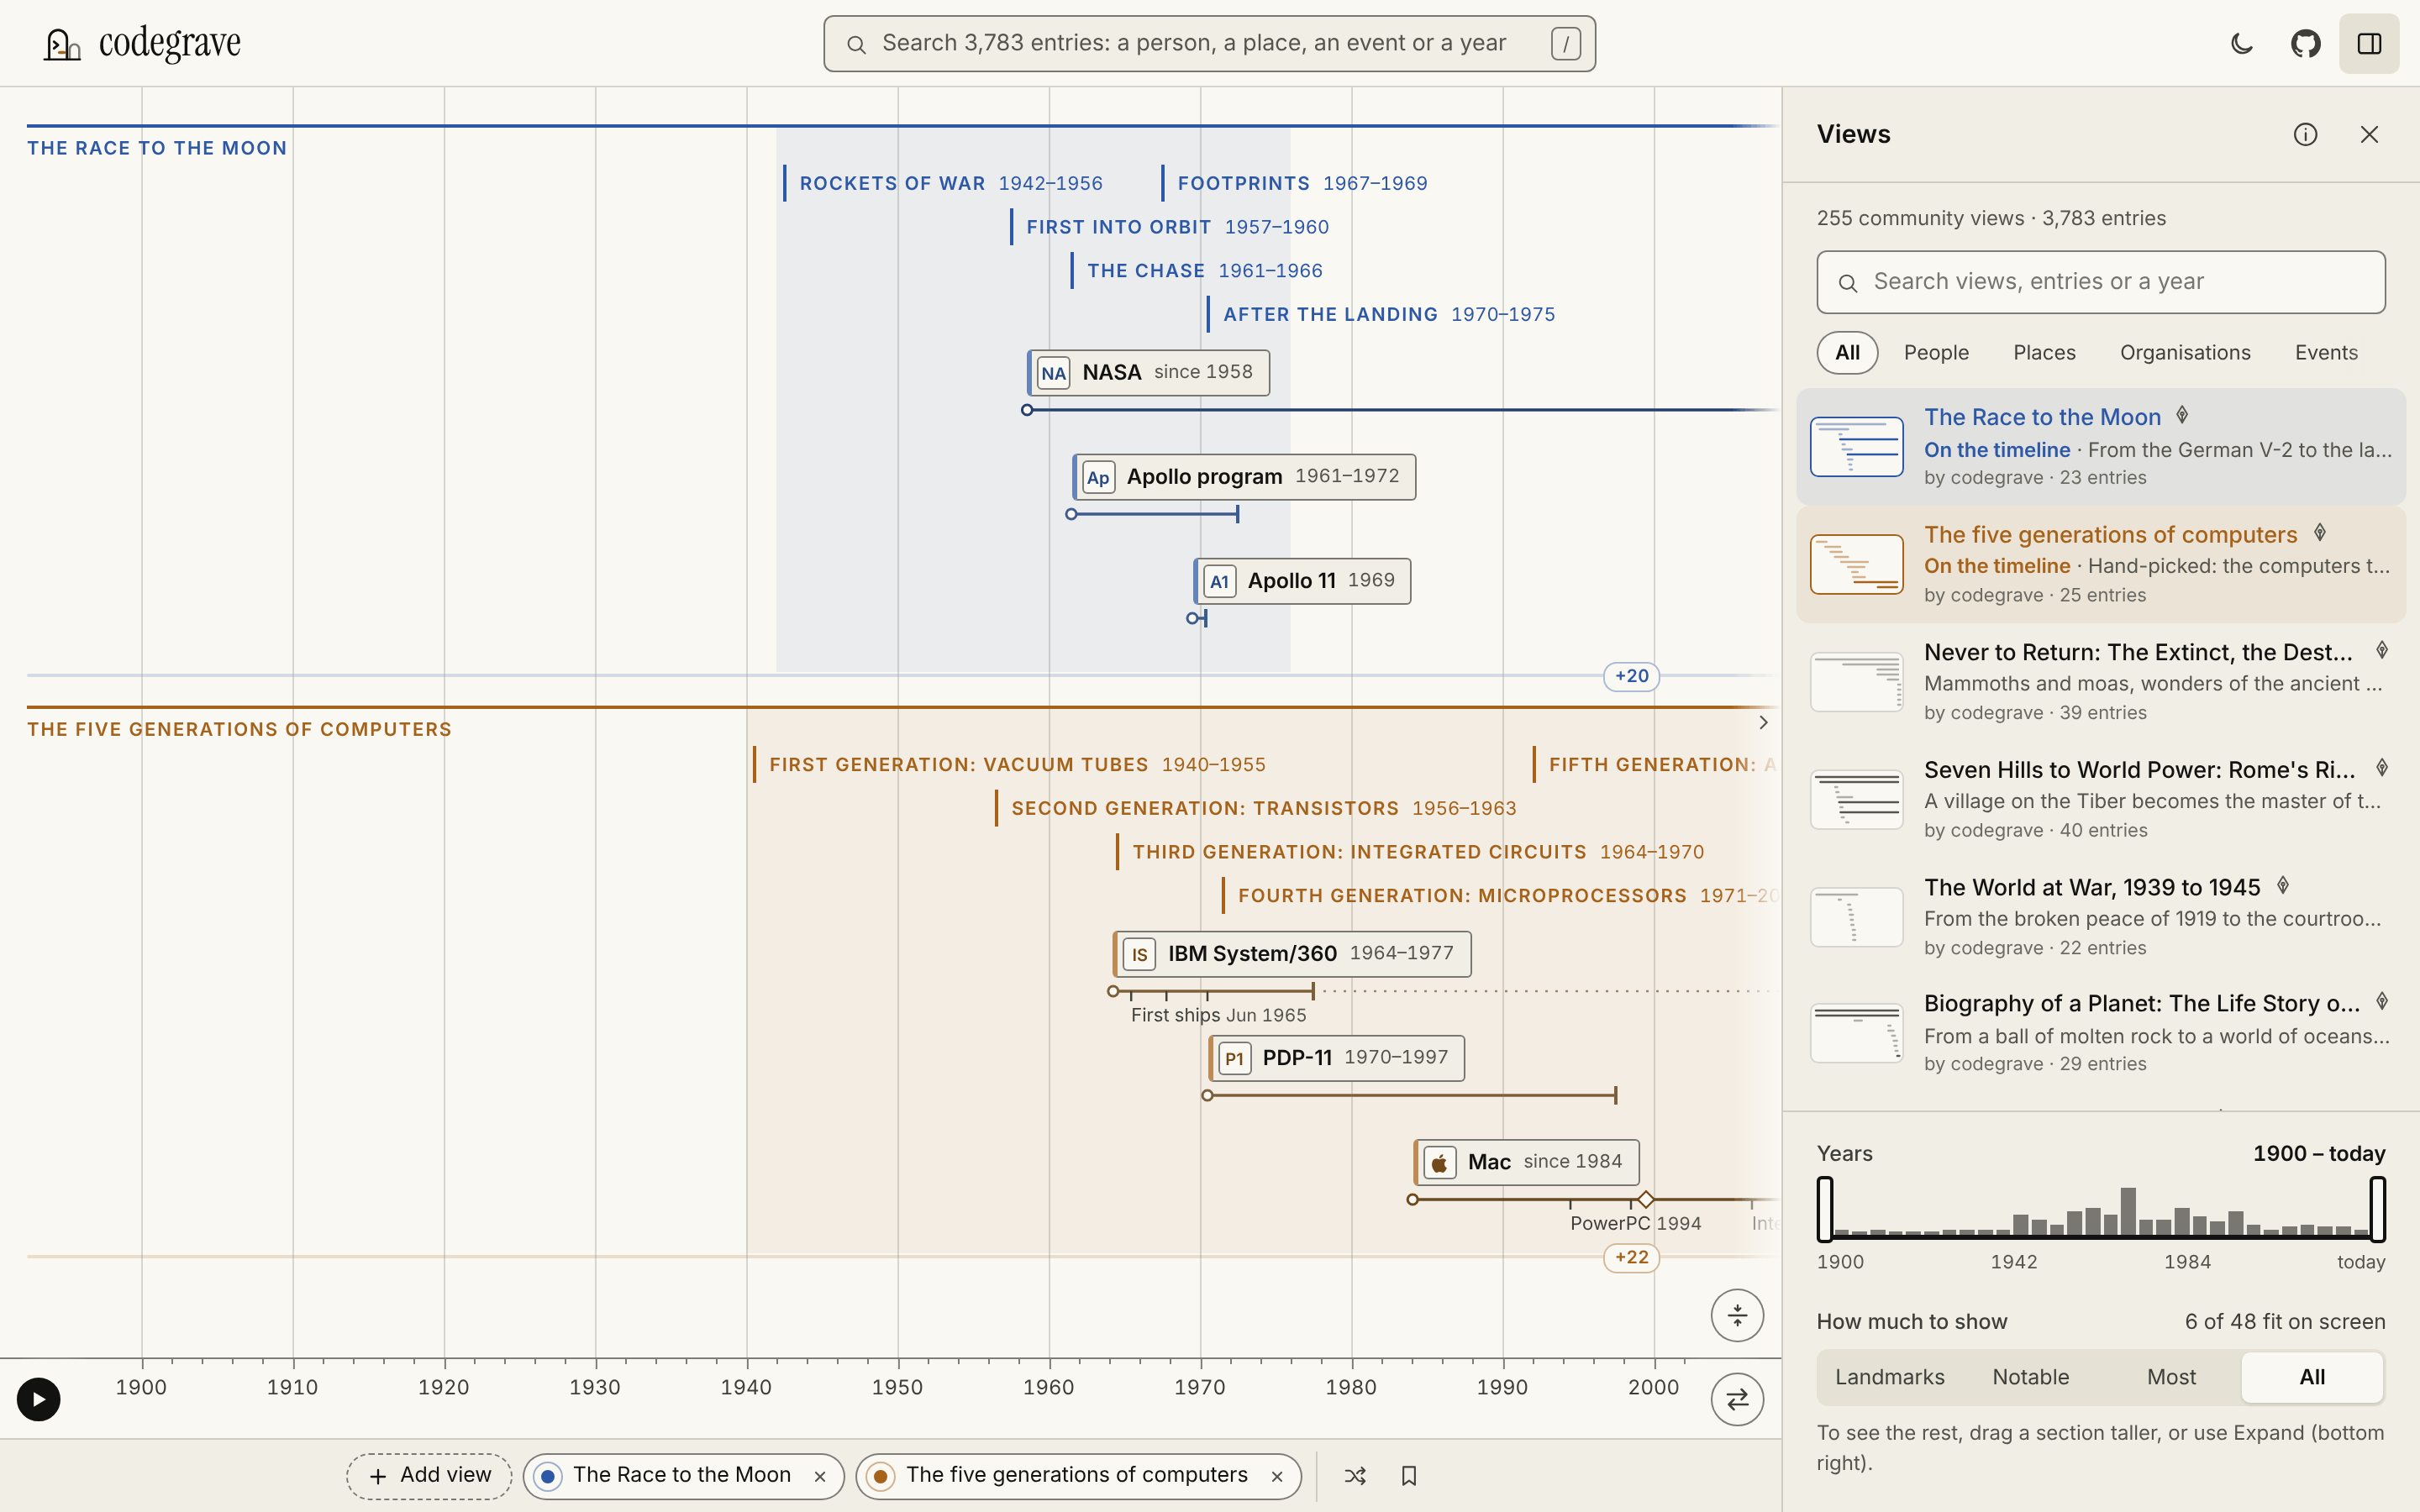 codegrave
Search 3,783 entries: a person, a place, an event or a year /
THE RACE TO THE MOON
ROCKETS OF WAR 1942–1956
FOOTPRINTS 1967–1969
FIRST INTO ORBIT 1957–1960
THE CHASE 1961–1966
AFTER THE LANDING 1970–1975
NA NASA since 1958
Ap Apollo program 1961–1972
A1 Apollo 11 1969
+20
THE FIVE GENERATIONS OF COMPUTERS
FIRST GENERATION: VACUUM TUBES 1940–1955
FIFTH GENERATION: A
SECOND GENERATION: TRANSISTORS 1956–1963
THIRD GENERATION: INTEGRATED CIRCUITS 1964–1970
FOURTH GENERATION: MICROPROCESSORS 1971–20
IS IBM System/360 1964–1977
First ships Jun 1965
P1 PDP-11 1970–1997
Mac since 1984
PowerPC 1994
Inte
+22
1900 1910 1920 1930 1940 1950 1960 1970 1980 1990 2000
+ Add view
The Race to the Moon ×
The five generations of computers ×
Views
255 community views · 3,783 entries
Search views, entries or a year
All People Places Organisations Events
The Race to the Moon
On the timeline · From the German V-2 to the la...
by codegrave · 23 entries
The five generations of computers
On the timeline · Hand-picked: the computers t...
by codegrave · 25 entries
Never to Return: The Extinct, the Dest...
Mammoths and moas, wonders of the ancient ...
by codegrave · 39 entries
Seven Hills to World Power: Rome's Ri...
A village on the Tiber becomes the master of t...
by codegrave · 40 entries
The World at War, 1939 to 1945
From the broken peace of 1919 to the courtroo...
by codegrave · 22 entries
Biography of a Planet: The Life Story o...
From a ball of molten rock to a world of oceans...
by codegrave · 29 entries
Years 1900 – today
1900 1942 1984 today
How much to show 6 of 48 fit on screen
Landmarks Notable Most All
To see the rest, drag a section taller, or use Expand (bottom
right).